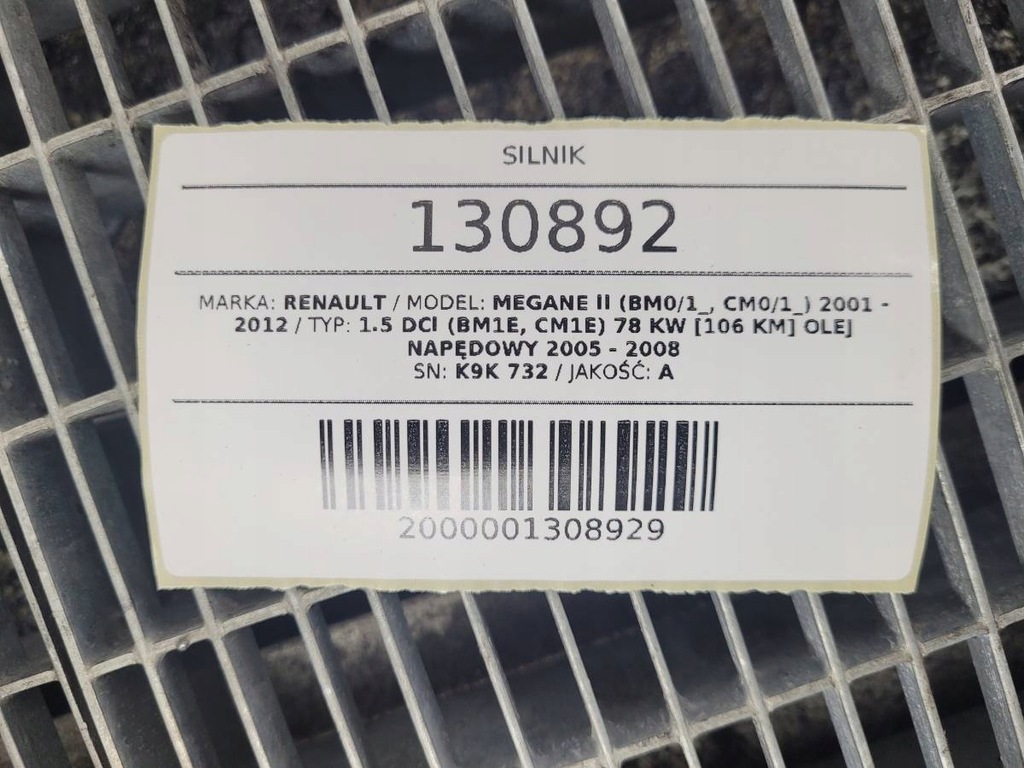 SILNIK
130892
MARKA: RENAULT / MODEL: MEGANE II (BM0/1_, CM0/1_) 2001 -
2012 / TYP: 1.5 DCI (BM1E, CM1E) 78 KW [106 KM] OLEJ
NAPĘDOWY 2005 - 2008
SN: K9K 732 / JAKOŚĆ: A
2000001308929